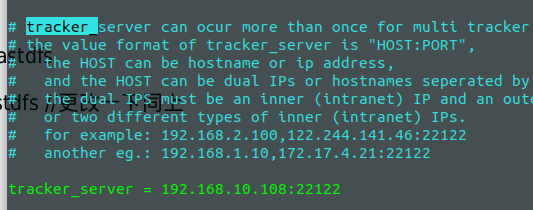 # tracker_server can ocur more than once for multi tracker
# the value format of tracker_server is "HOST:PORT",
astdfs
#   the HOST can be hostname or ip address,
#   and the HOST can be dual IPs or hostnames seperated by
stdfs //更改一下,同上
#   the dual IPS must be an inner (intranet) IP and an oute
#   or two different types of inner (intranet) IPs.
#   for example: 192.168.2.100,122.244.141.46:22122
#   another eg.: 192.168.1.10,172.17.4.21:22122
tracker_server = 192.168.10.108:22122